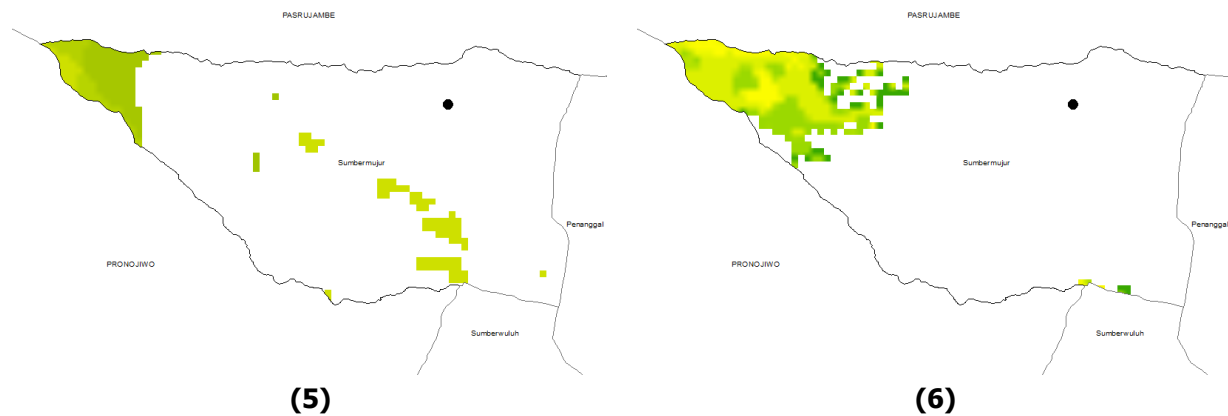 PASRUJAMBE
Sumbermujur
Penanggal
PRONOJIWO
Sumberwuluh
(5)
PASRUJAMBE
Sumbermujur
Penanggal
PRONOJIWO
Sumberwuluh
(6)